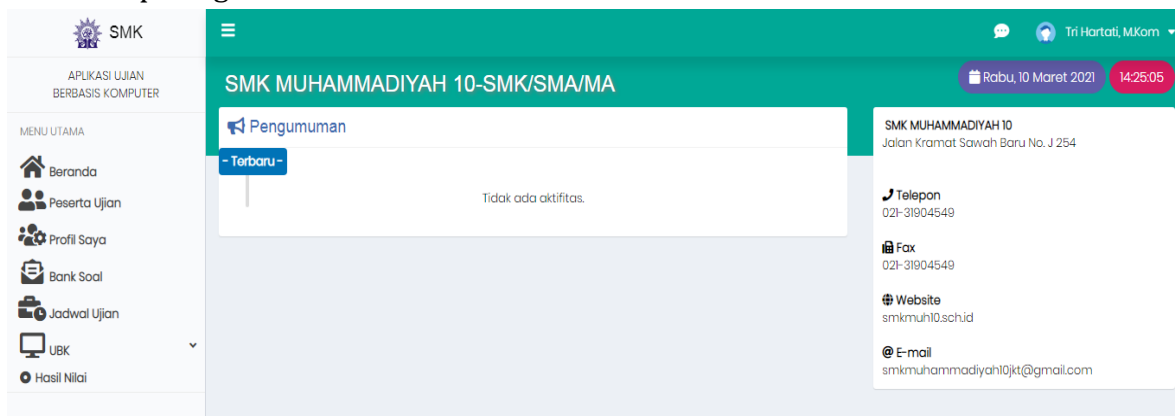 SMK
APLIKASI UJIAN
BERBASIS KOMPUTER
MENU UTAMA
Beranda
Peserta Ujian
Profil Saya
Bank Soal
Jadwal Ujian
UBK
Hasil Nilai
Tri Hartati, M.Kom
SMK MUHAMMADIYAH 10-SMK/SMA/MA
Rabu, 10 Maret 2021
14:25:05
Pengumuman
- Terbaru -
Tidak ada aktifitas.
SMK MUHAMMADIYAH 10
Jalan Kramat Sawah Baru No. J 254
Telepon
021-31904549
Fax
021-31904549
Website
smkmuh10.sch.id
@ E-mail
smkmuhammadiyah10jkt@gmail.com